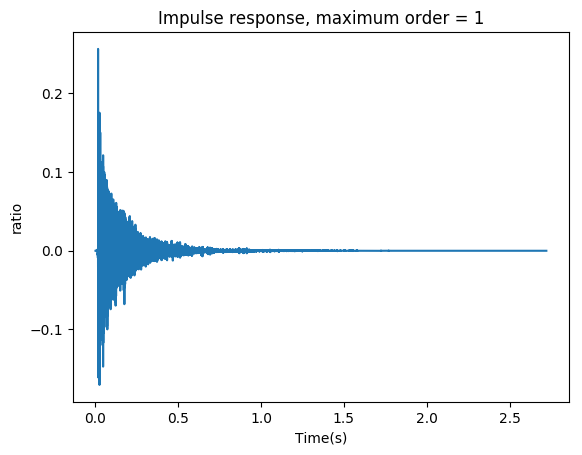 Impulse response, maximum order = 1
ratio
0.2
0.1
0.0
−0.1
0.0 0.5 1.0 1.5 2.0 2.5
Time(s)